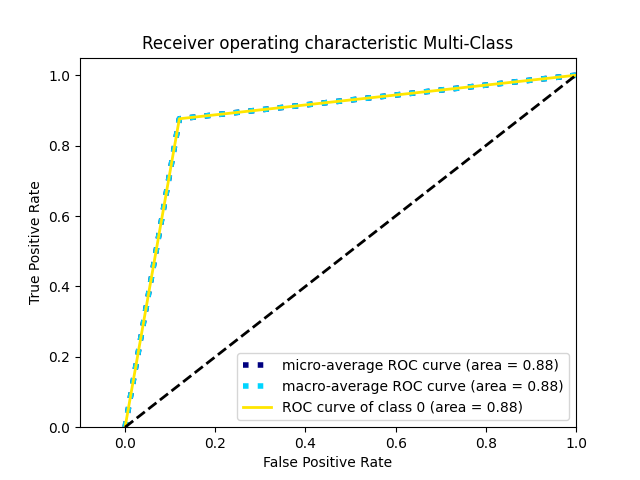 Receiver operating characteristic Multi-Class
1.0
0.8
0.6
0.4
0.2
0.0
True Positive Rate
micro-average ROC curve (area = 0.88)
macro-average ROC curve (area = 0.88)
ROC curve of class 0 (area = 0.88)
0.0 0.2 0.4 0.6 0.8 1.0
False Positive Rate